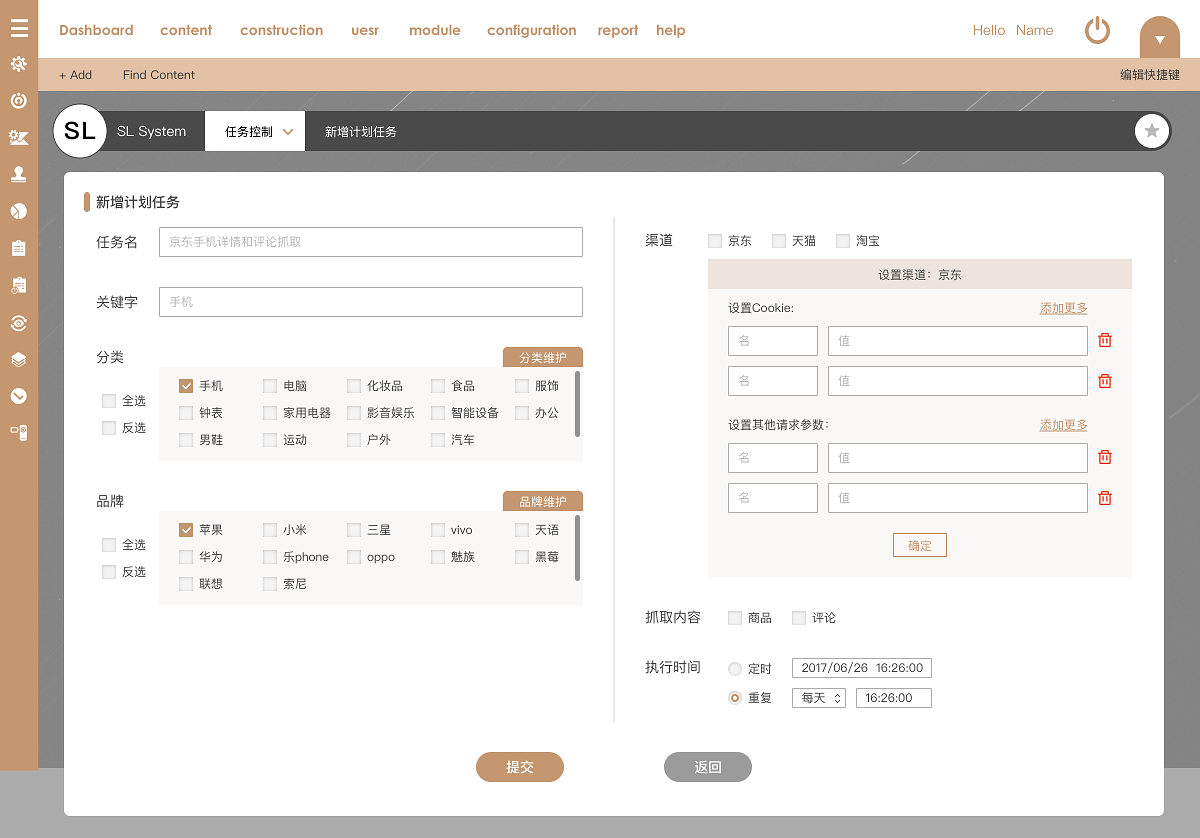 Dashboard content construction uesr module configuration report help Hello Name
+ Add Find Content 编辑快捷键
SL SL System 任务控制 新增计划任务
新增计划任务
任务名 京东手机详情和评论抓取
关键字 手机
分类 分类维护
全选
反选
手机 电脑 化妆品 食品 服饰
钟表 家用电器 影音娱乐 智能设备 办公
男鞋 运动 户外 汽车
品牌 品牌维护
全选
反选
苹果 小米 三星 vivo 天语
华为 乐phone oppo 魅族 黑莓
联想 索尼
渠道 京东 天猫 淘宝
设置渠道：京东
设置Cookie: 添加更多
名 值
名 值
设置其他请求参数： 添加更多
名 值
名 值
确定
抓取内容 商品 评论
执行时间 定时 2017/06/26 16:26:00
重复 每天 16:26:00
提交 返回